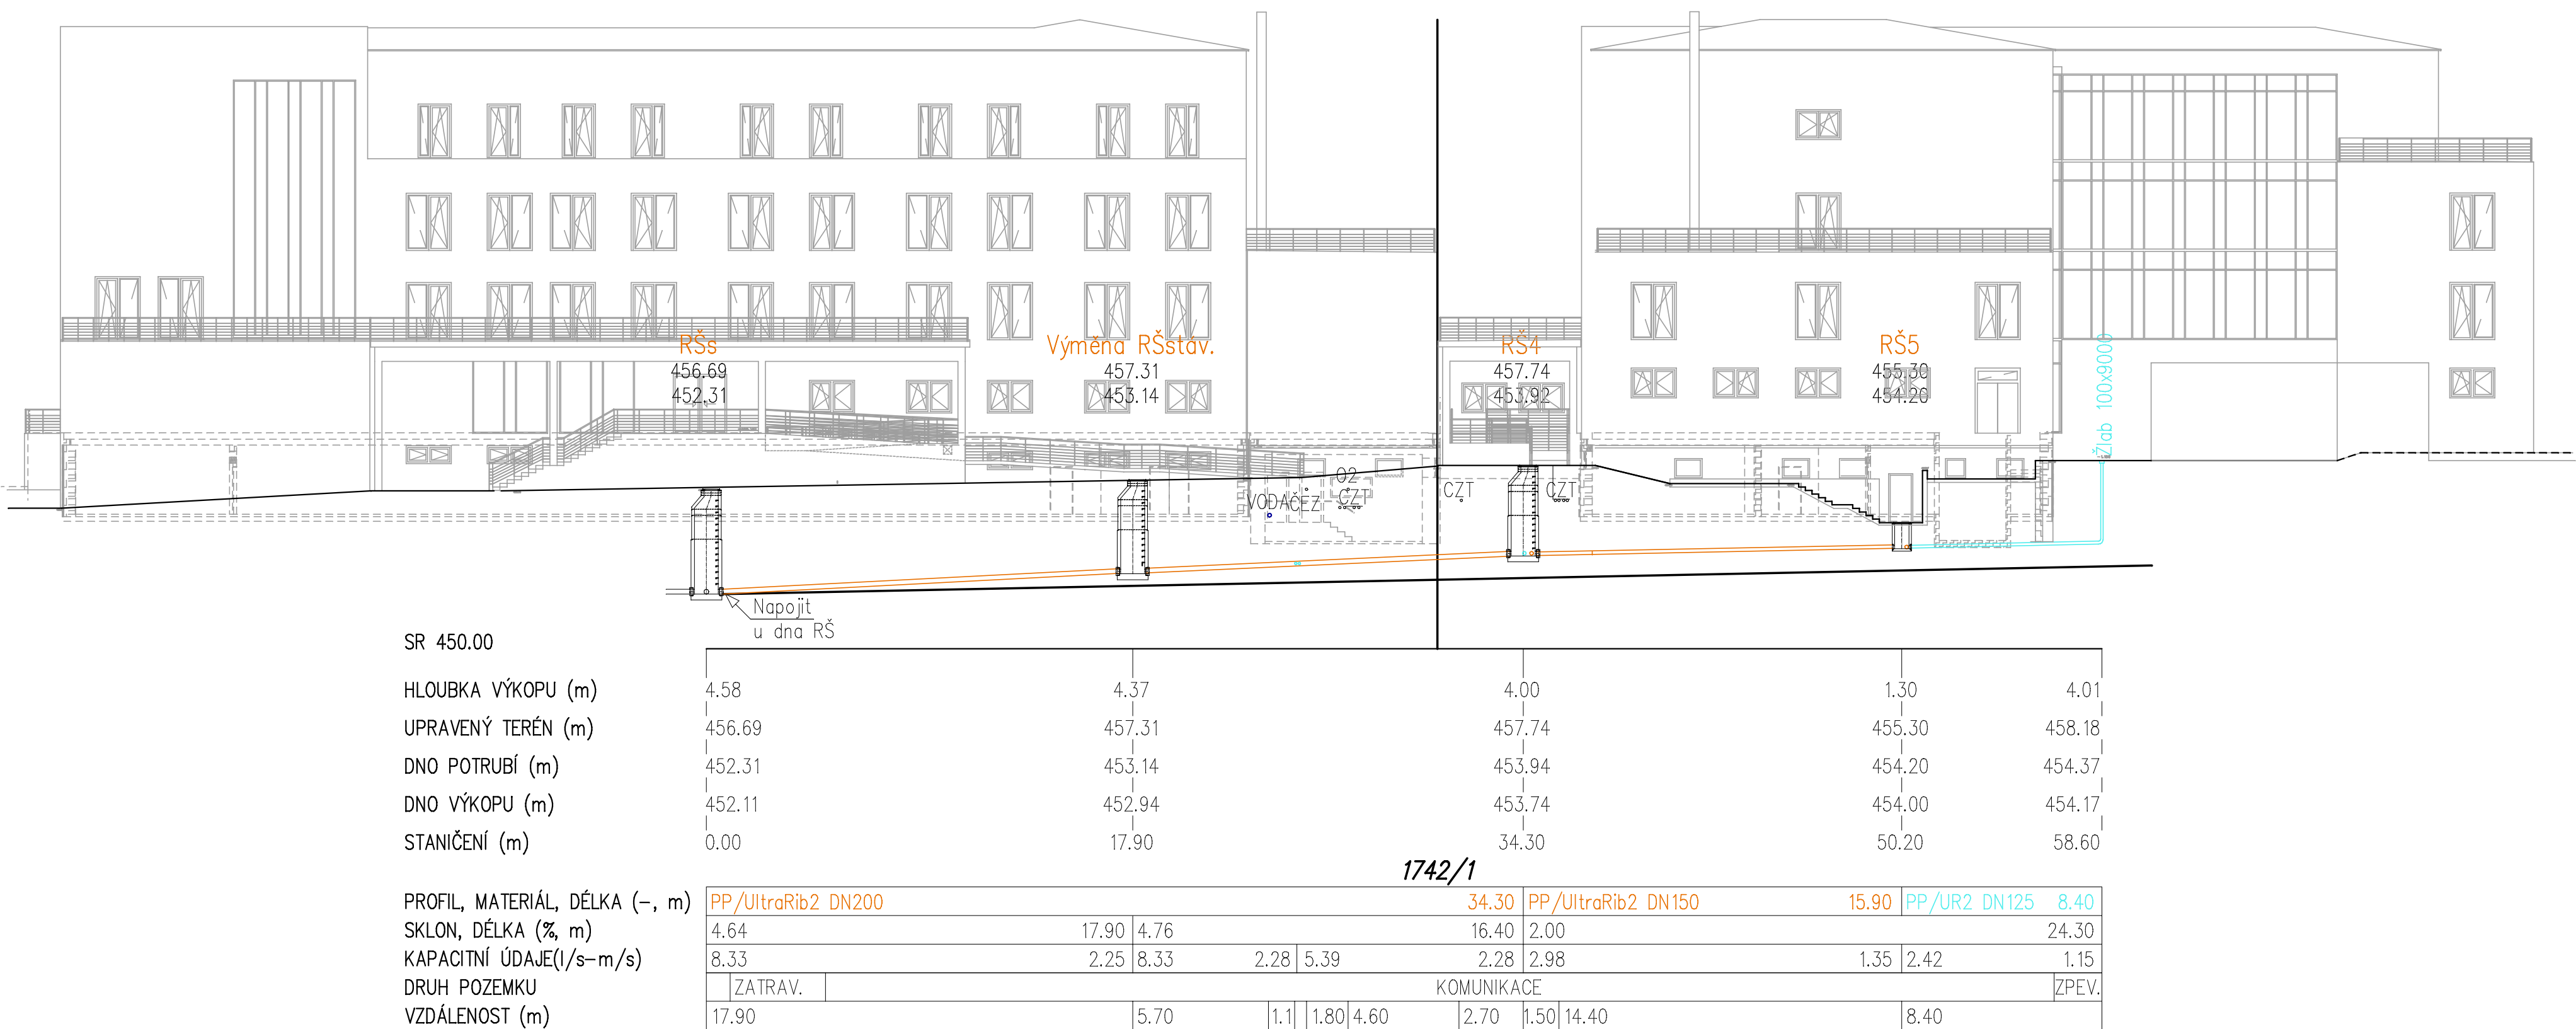 RŠs
456.69
452.31
Výměna RŠstáv.
457.31
453.14
RŠ4
457.74
453.92
RŠ5
455.30
454.20
Žlab 100x9000
VODA
ČEZ
O2
CZT
CZT
CZT
Napojit
u dna RŠ
SR 450.00
HLOUBKA VÝKOPU (m) 4.58 4.37 4.00 1.30 4.01
UPRAVENÝ TERÉN (m) 456.69 457.31 457.74 455.30 458.18
DNO POTRUBÍ (m) 452.31 453.14 453.94 454.20 454.37
DNO VÝKOPU (m) 452.11 452.94 453.74 454.00 454.17
STANIČENÍ (m) 0.00 17.90 34.30 50.20 58.60
1742/1
PROFIL, MATERIÁL, DÉLKA (-, m) PP/UltraRib2 DN200 34.30 PP/UltraRib2 DN150 15.90 PP/UR2 DN125 8.40
SKLON, DÉLKA (%, m) 4.64 17.90 4.76 16.40 2.00 24.30
KAPACITNÍ ÚDAJE(l/s-m/s) 8.33 2.25 8.33 2.28 5.39 2.28 2.98 1.35 2.42 1.15
DRUH POZEMKU ZATRAV. KOMUNIKACE ZPEV.
VZDÁLENOST (m) 17.90 5.70 1.1 1.80 4.60 2.70 1.50 14.40 8.40